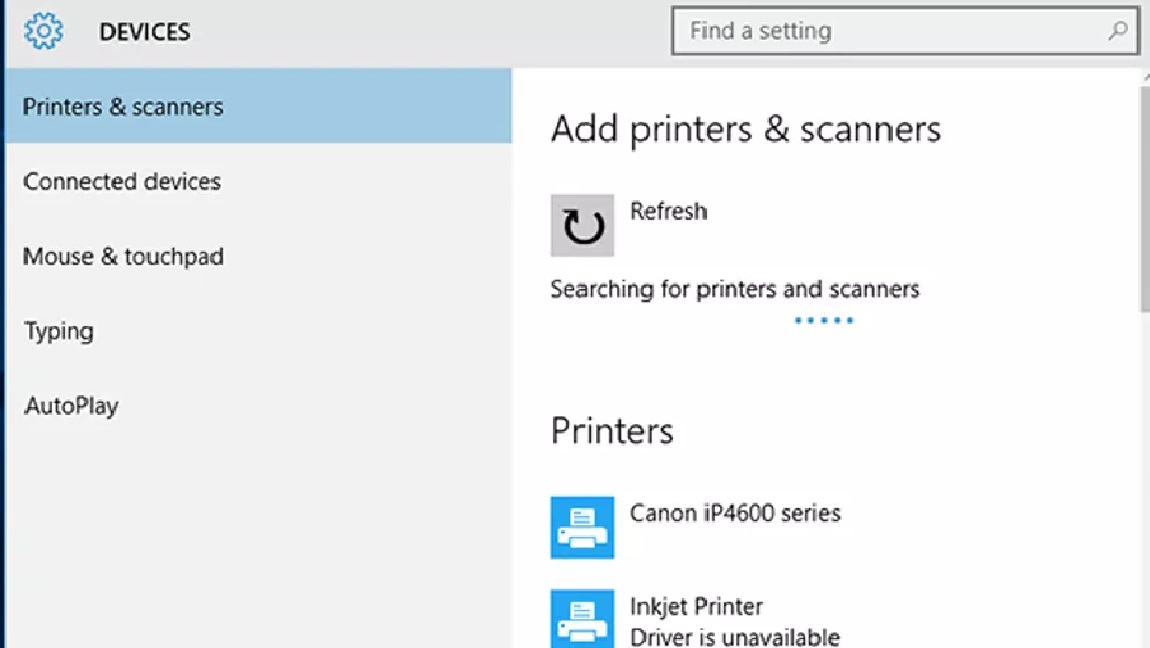 DEVICES
Find a setting
Printers & scanners
Connected devices
Mouse & touchpad
Typing
AutoPlay
Add printers & scanners
Refresh
Searching for printers and scanners
Printers
Canon iP4600 series
Inkjet Printer
Driver is unavailable